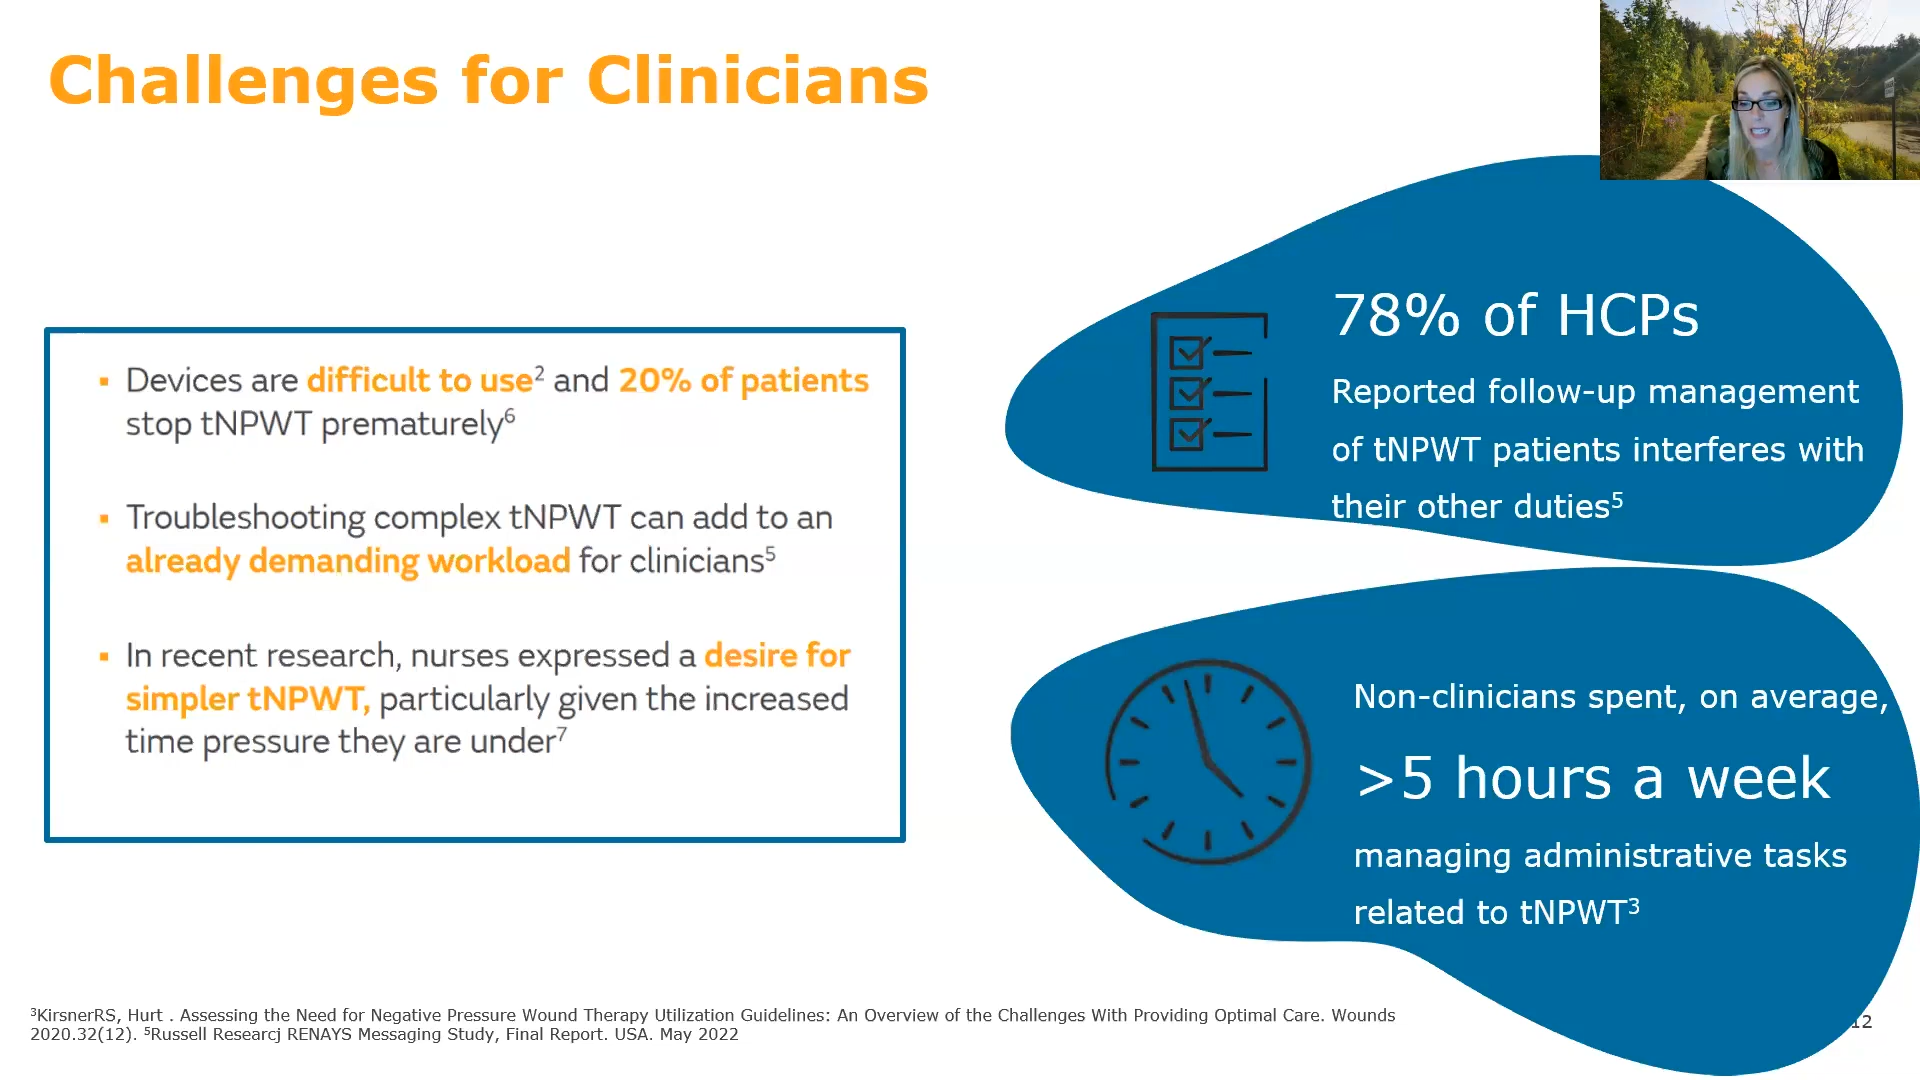 Challenges for Clinicians
▪ Devices are difficult to use² and 20% of patients
stop tNPWT prematurely⁶
▪ Troubleshooting complex tNPWT can add to an
already demanding workload for clinicians⁵
▪ In recent research, nurses expressed a desire for
simpler tNPWT, particularly given the increased
time pressure they are under⁷
78% of HCPs
Reported follow-up management
of tNPWT patients interferes with
their other duties⁵
Non-clinicians spent, on average,
>5 hours a week
managing administrative tasks
related to tNPWT³
³KirsnerRS, Hurt . Assessing the Need for Negative Pressure Wound Therapy Utilization Guidelines: An Overview of the Challenges With Providing Optimal Care. Wounds
2020.32(12). ⁵Russell Researcj RENAYS Messaging Study, Final Report. USA. May 2022
12